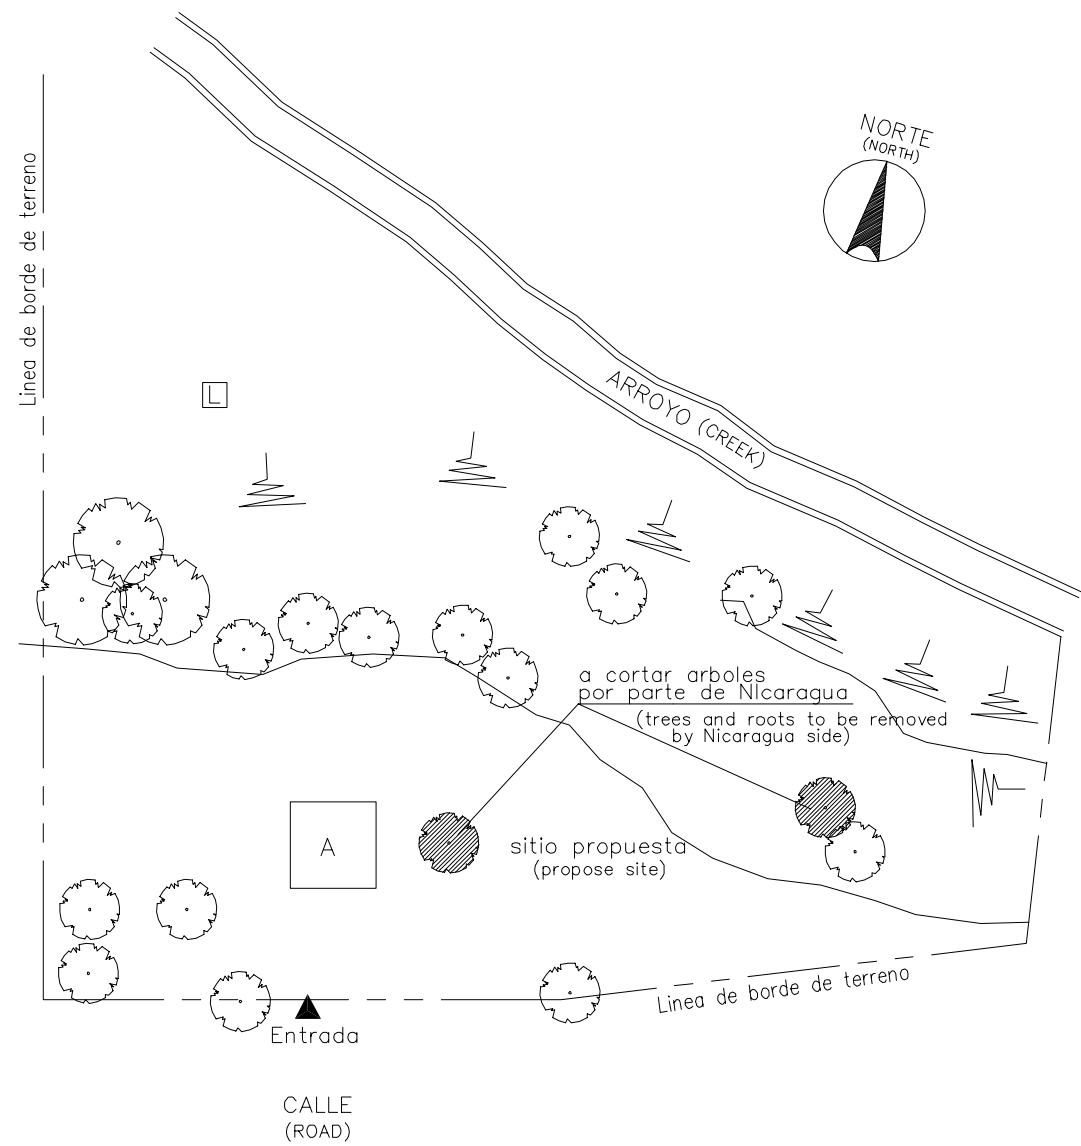 NORTE
(NORTH)
Linea de borde de terreno
L
ARROYO (CREEK)
a cortar arboles
por parte de NIcaragua
(trees and roots to be removed
by Nicaragua side)
A
sitio propuesta
(propose site)
Linea de borde de terreno
Entrada
CALLE
(ROAD)